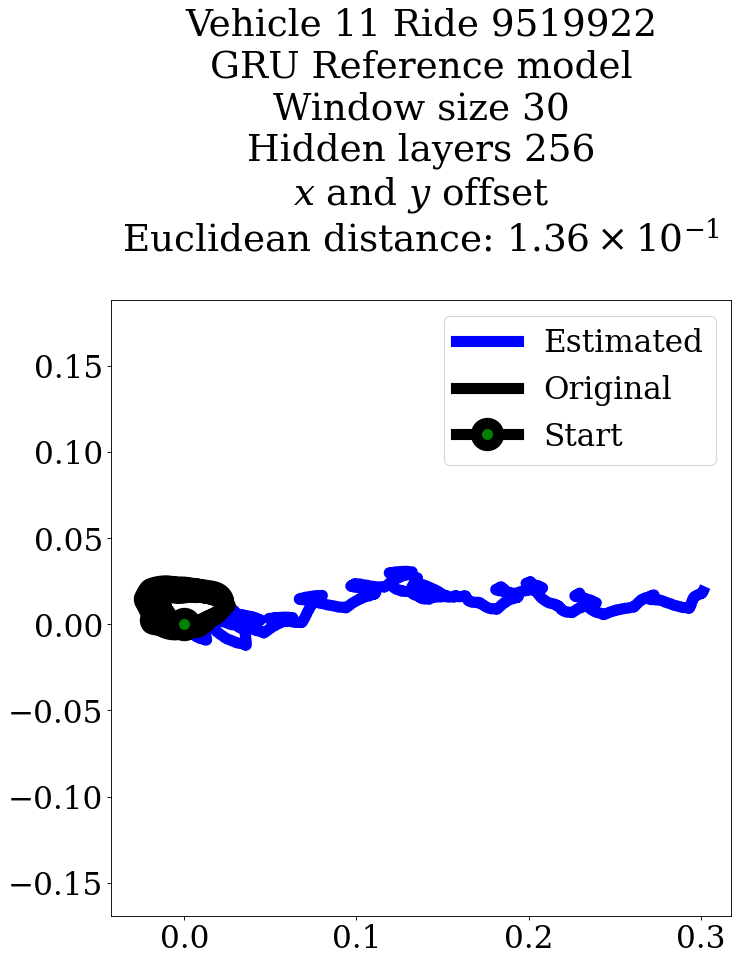 Vehicle 11 Ride 9519922
GRU Reference model
Window size 30
Hidden layers 256
x and y offset
Euclidean distance: 1.36 × 10⁻¹
Estimated
Original
Start
0.15
0.10
0.05
0.00
−0.05
−0.10
−0.15
0.0 0.1 0.2 0.3